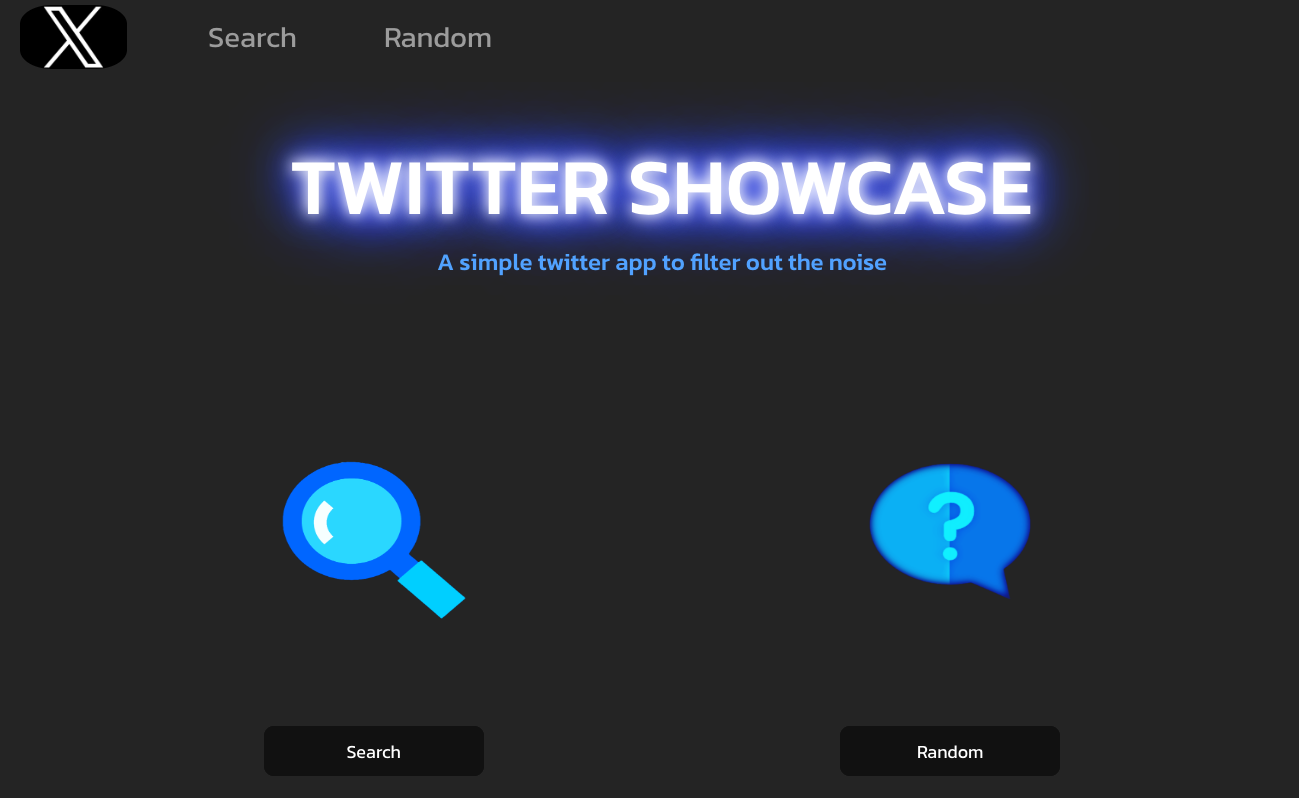 Search Random
TWITTER SHOWCASE
A simple twitter app to filter out the noise
?
Search Random